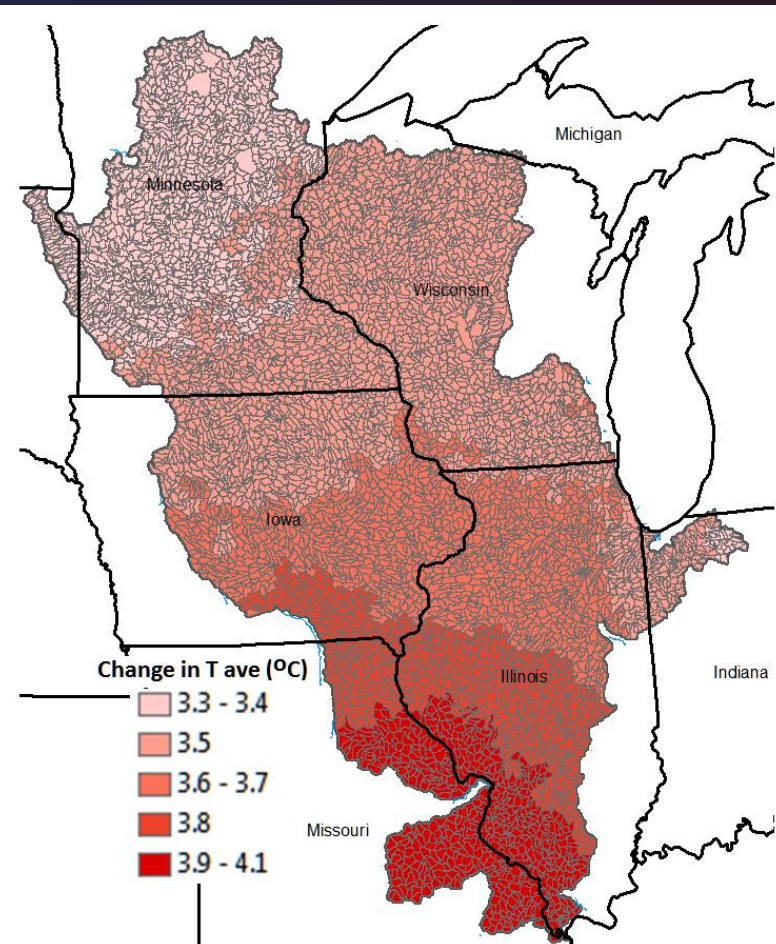 Michigan
Minnesota
Wisconsin
Iowa
Change in T ave (⁰C)
Illinois
Indiana
3.3 - 3.4
3.5
3.6 - 3.7
Missouri
3.8
3.9 - 4.1